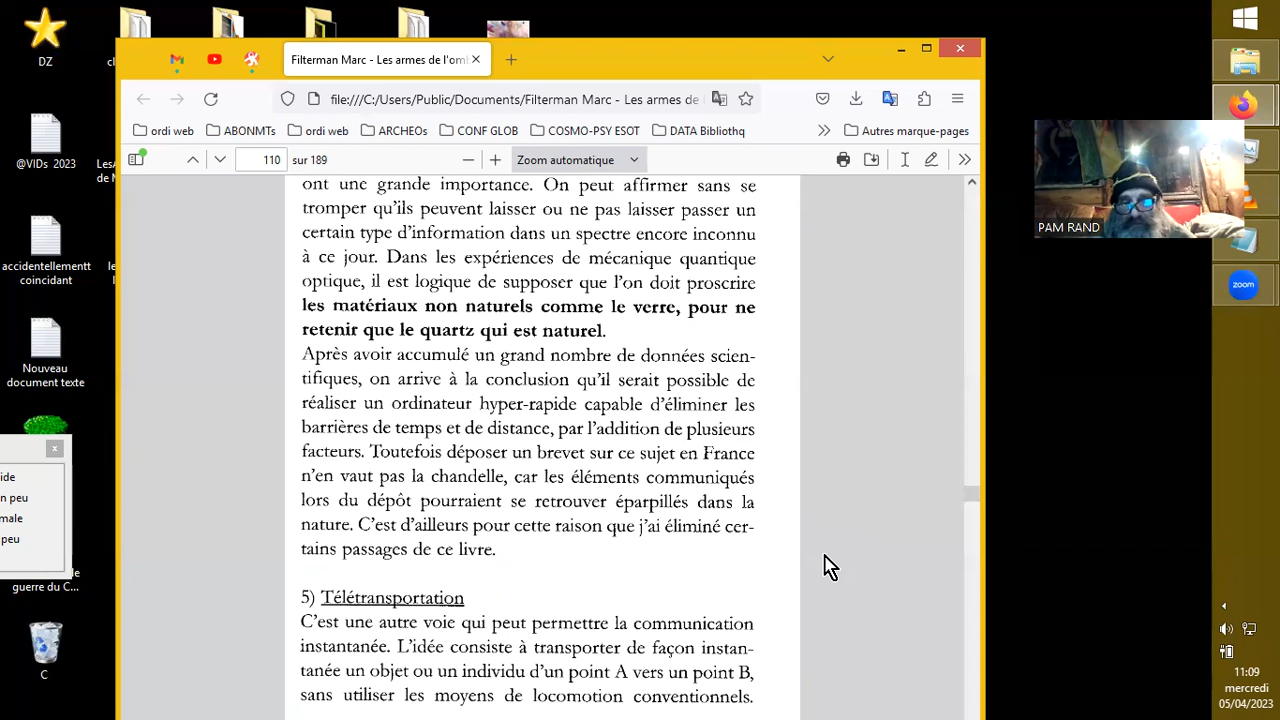 DZ
@VIDs 2023
accidentellementt
coincidant
Nouveau
document texte
guerre du C...
C
Filterman Marc - Les armes de l'oml
file:///C:/Users/Public/Documents/Filterman Marc - Les armes de
ordi web
ABONMTs
ordi web
ARCHEOs
CONF GLOB
COSMO-PSY ESOT
DATA Bibliothq
Autres marque-pages
110 sur 189
Zoom automatique
ont une grande importance. On peut affirmer sans se
tromper qu'ils peuvent laisser ou ne pas laisser passer un
certain type d'information dans un spectre encore inconnu
à ce jour. Dans les expériences de mécanique quantique
optique, il est logique de supposer que l'on doit proscrire
les matériaux non naturels comme le verre, pour ne
retenir que le quartz qui est naturel.
Après avoir accumulé un grand nombre de données scien-
tifiques, on arrive à la conclusion qu'il serait possible de
réaliser un ordinateur hyper-rapide capable d'éliminer les
barrières de temps et de distance, par l'addition de plusieurs
facteurs. Toutefois déposer un brevet sur ce sujet en France
n'en vaut pas la chandelle, car les éléments communiqués
lors du dépôt pourraient se retrouver éparpillés dans la
nature. C'est d'ailleurs pour cette raison que j'ai éliminé cer-
tains passages de ce livre.
5) Télétransportation
C'est une autre voie qui peut permettre la communication
instantanée. L'idée consiste à transporter de façon instan-
tanée un objet ou un individu d'un point A vers un point B,
sans utiliser les moyens de locomotion conventionnels.
PAM RAND
zoom
11:09
mercredi
05/04/2023